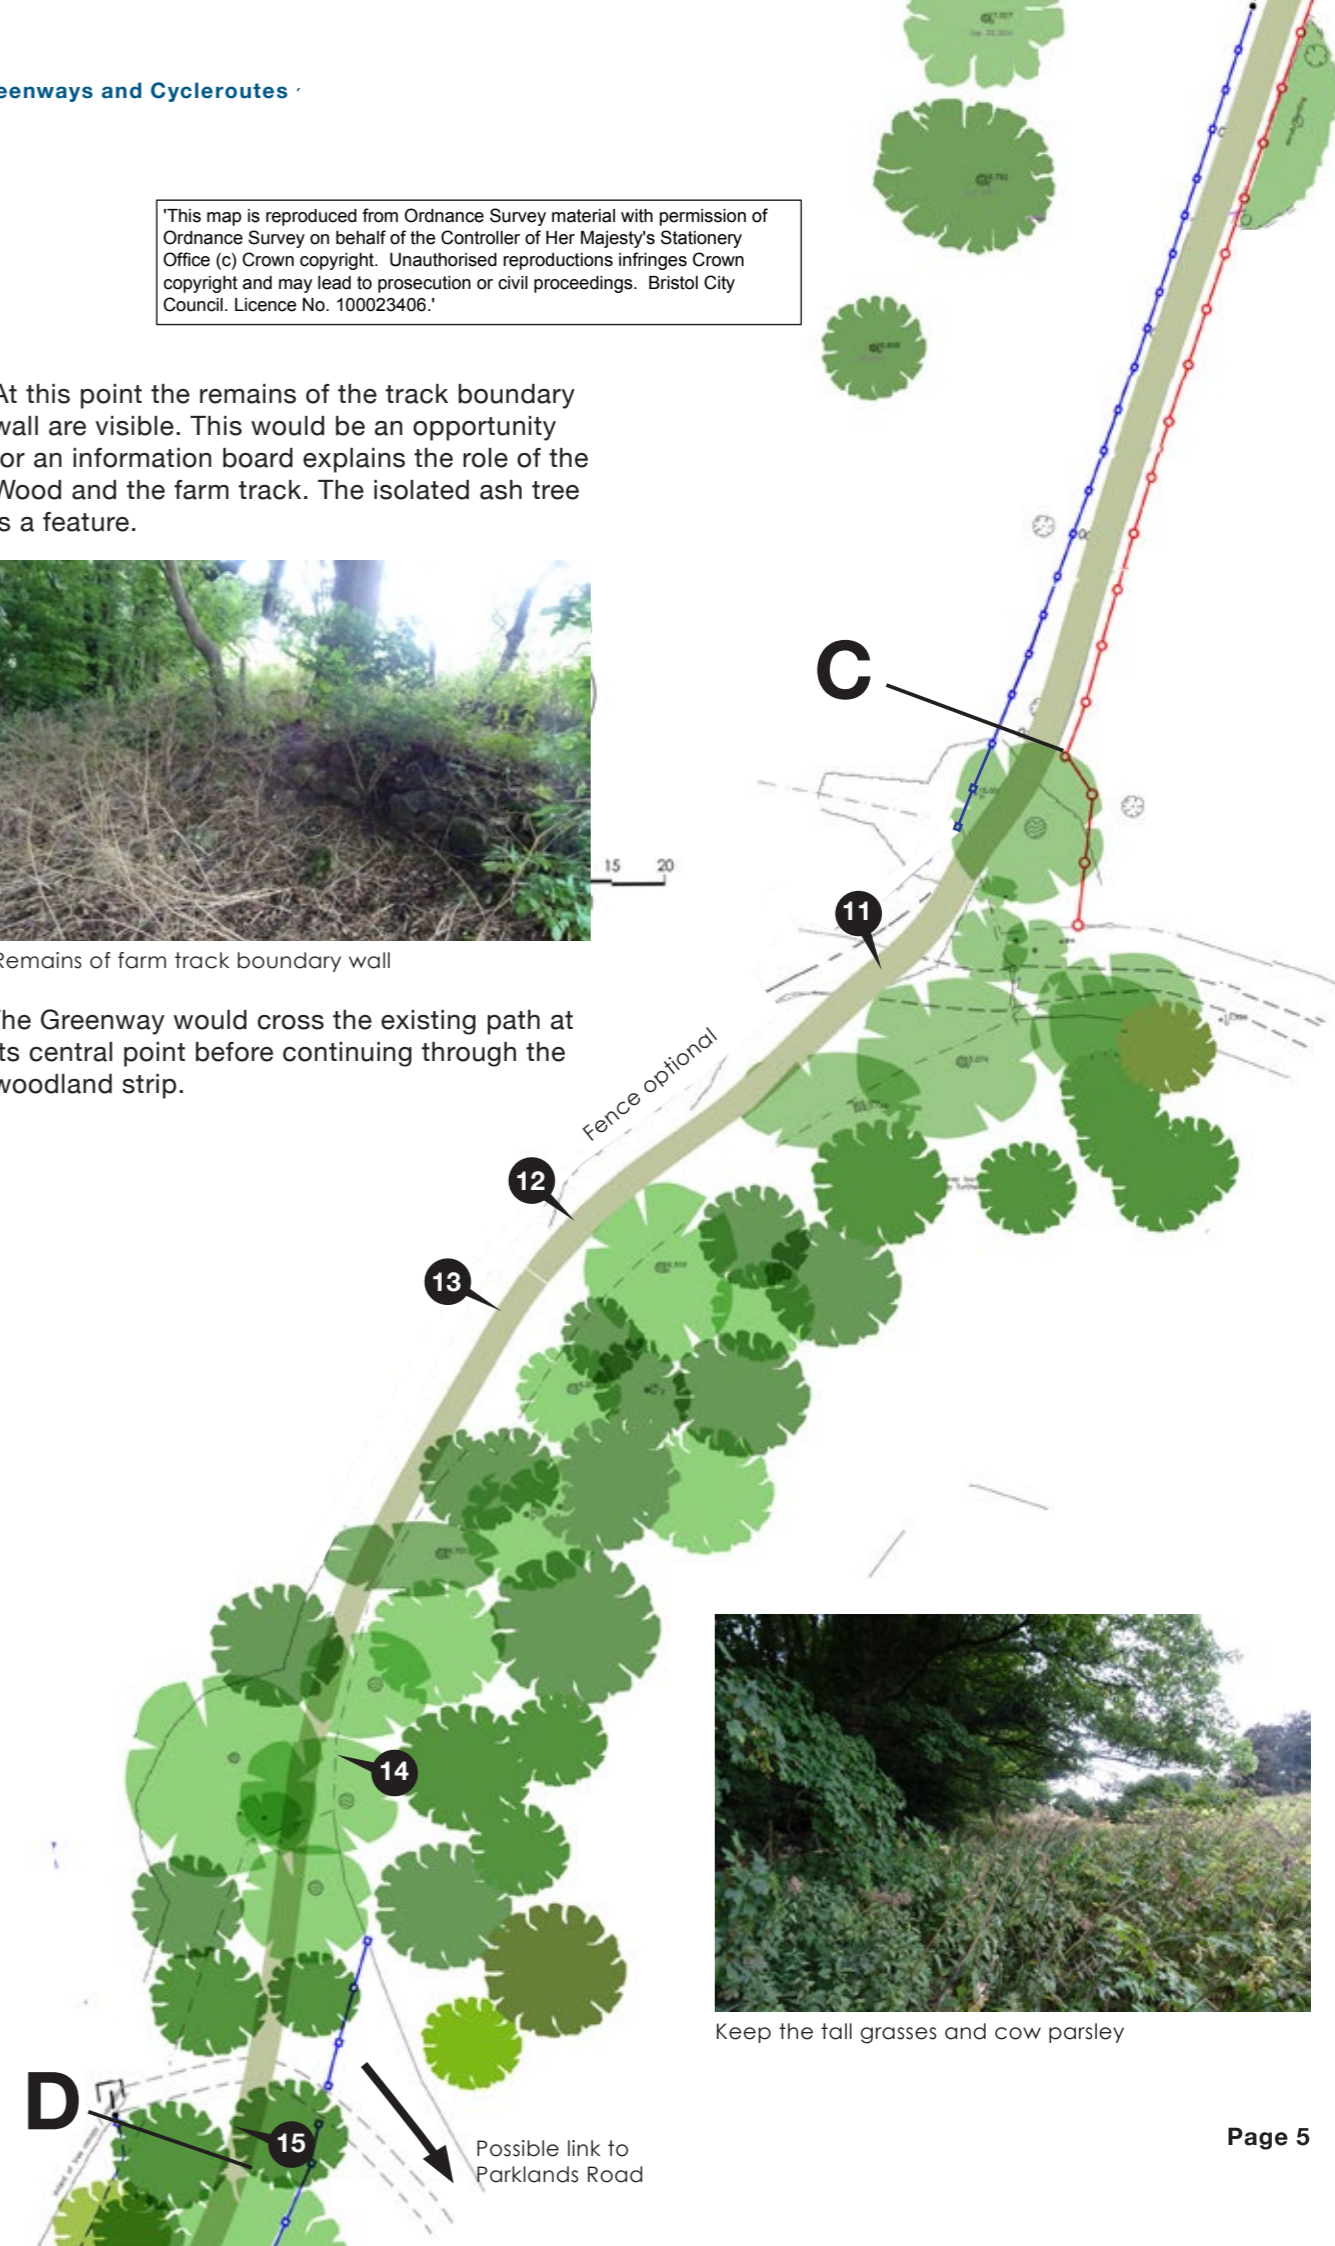 eenways and Cycleroutes
'This map is reproduced from Ordnance Survey material with permission of
Ordnance Survey on behalf of the Controller of Her Majesty's Stationery
Office (c) Crown copyright.  Unauthorised reproductions infringes Crown
copyright and may lead to prosecution or civil proceedings.  Bristol City
Council. Licence No. 100023406.'
At this point the remains of the track boundary
wall are visible. This would be an opportunity
or an information board explains the role of the
Wood and the farm track. The isolated ash tree
is a feature.
C
15 20
11
Remains of farm track boundary wall
he Greenway would cross the existing path at
its central point before continuing through the
woodland strip.
Fence optional
12
13
14
Keep the tall grasses and cow parsley
D
15
Possible link to
Parklands Road
Page 5